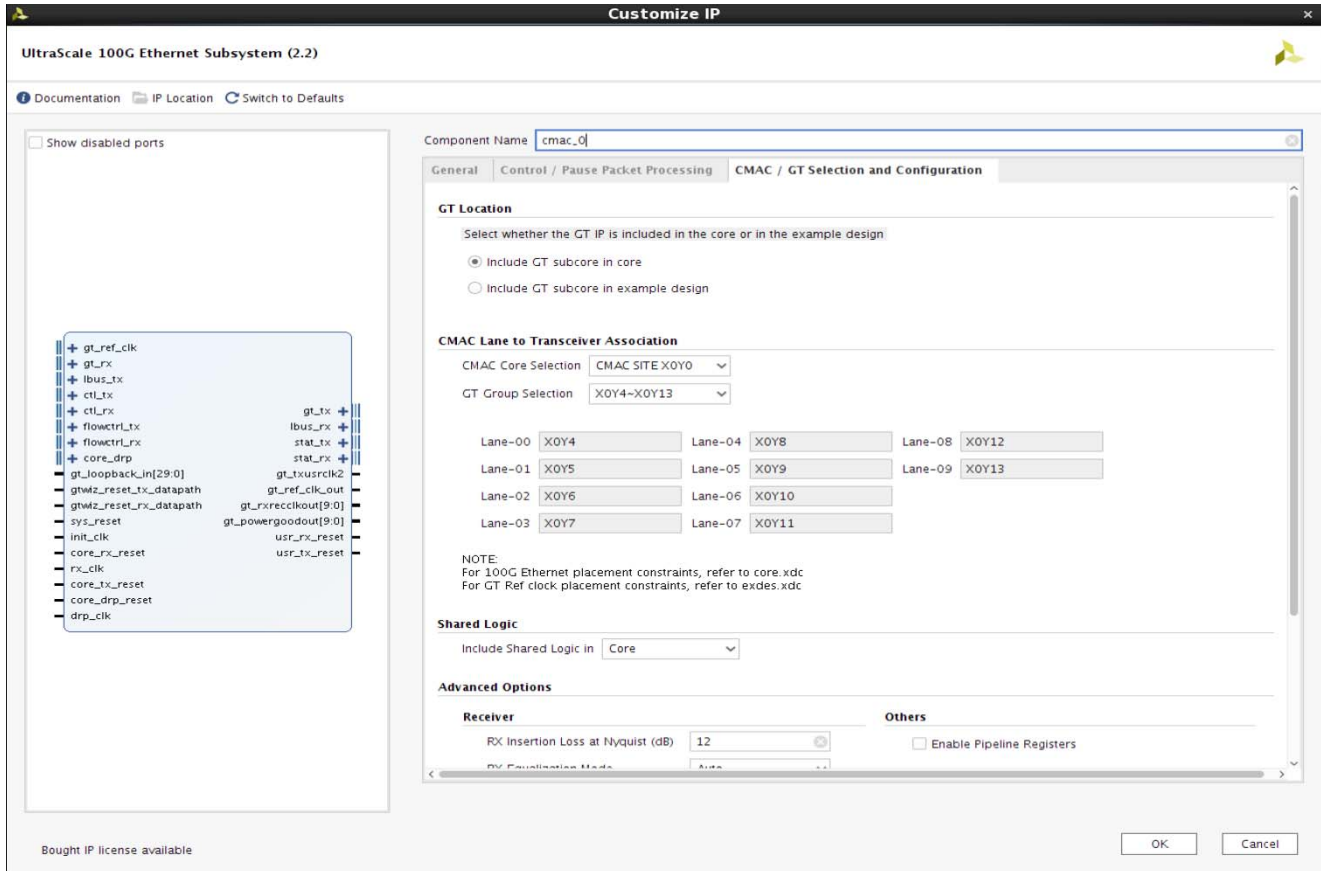 Customize IP
UltraScale 100G Ethernet Subsystem (2.2)
Documentation IP Location Switch to Defaults
Show disabled ports
gt_ref_clk
gt_rx
lbus_tx
ctl_tx
ctl_rx
flowctrl_tx
flowctrl_rx
core_drp
gt_loopback_in[29:0]
gtwiz_reset_tx_datapath
gtwiz_reset_rx_datapath
sys_reset
init_clk
core_rx_reset
rx_clk
core_tx_reset
core_drp_reset
drp_clk
gt_tx
lbus_rx
stat_tx
stat_rx
gt_txusrclk2
gt_ref_clk_out
gt_rxrecclkout[9:0]
gt_powergoodout[9:0]
usr_rx_reset
usr_tx_reset
Component Name cmac_0
General Control / Pause Packet Processing CMAC / GT Selection and Configuration
GT Location
Select whether the GT IP is included in the core or in the example design
Include GT subcore in core
Include GT subcore in example design
CMAC Lane to Transceiver Association
CMAC Core Selection CMAC SITE X0Y0
GT Group Selection X0Y4~X0Y13
Lane-00 X0Y4 Lane-04 X0Y8 Lane-08 X0Y12
Lane-01 X0Y5 Lane-05 X0Y9 Lane-09 X0Y13
Lane-02 X0Y6 Lane-06 X0Y10
Lane-03 X0Y7 Lane-07 X0Y11
NOTE:
For 100G Ethernet placement constraints, refer to core.xdc
For GT Ref clock placement constraints, refer to exdes.xdc
Shared Logic
Include Shared Logic in Core
Advanced Options
Receiver Others
RX Insertion Loss at Nyquist (dB) 12 Enable Pipeline Registers
RX Equalization Mode Auto
Bought IP license available
OK Cancel